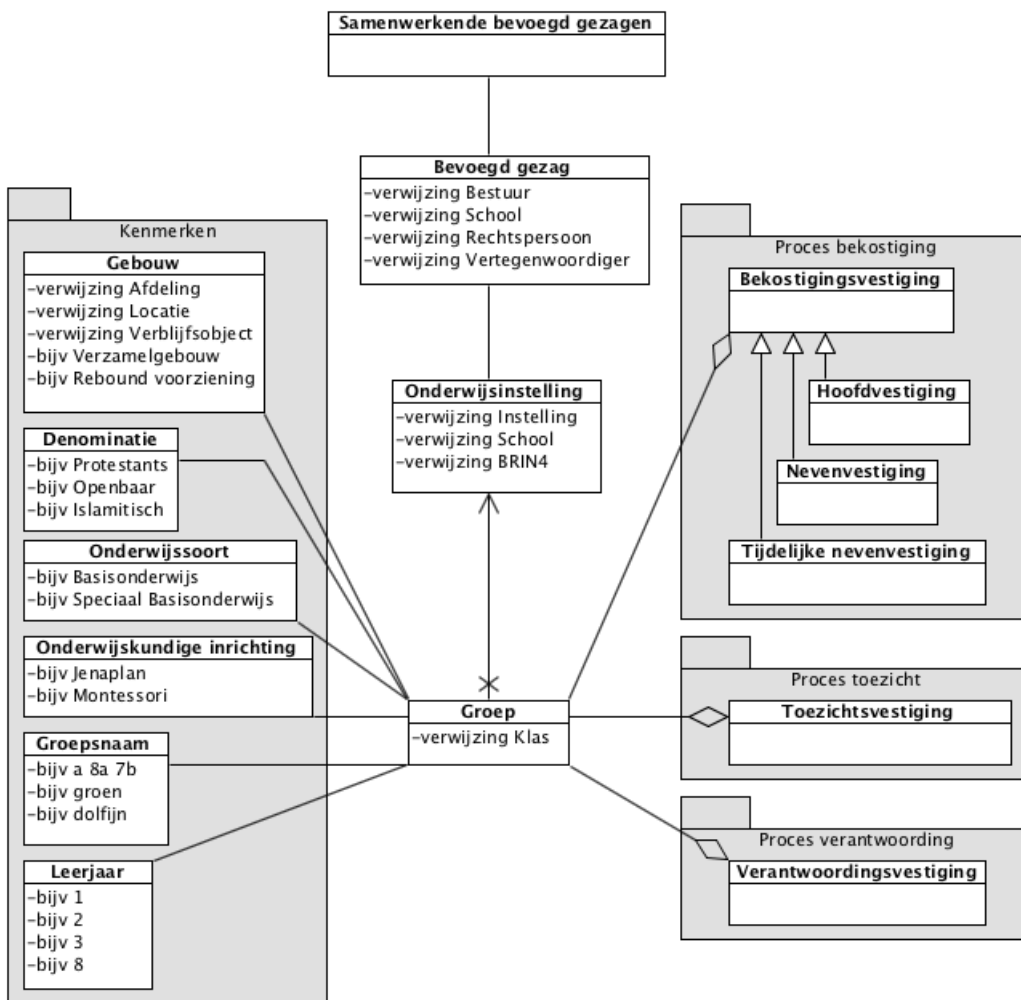 Samenwerkende bevoegd gezagen
Bevoegd gezag
-verwijzing Bestuur
-verwijzing School
-verwijzing Rechtspersoon
-verwijzing Vertegenwoordiger
Onderwijsinstelling
-verwijzing Instelling
-verwijzing School
-verwijzing BRIN4
Kenmerken
Gebouw
-verwijzing Afdeling
-verwijzing Locatie
-verwijzing Verblijfsobject
-bijv Verzamelgebouw
-bijv Rebound voorziening
Denominatie
-bijv Protestants
-bijv Openbaar
-bijv Islamitisch
Onderwijssoort
-bijv Basisonderwijs
-bijv Speciaal Basisonderwijs
Onderwijskundige inrichting
-bijv Jenaplan
-bijv Montessori
Groepsnaam
-bijv a 8a 7b
-bijv groen
-bijv dolfijn
Leerjaar
-bijv 1
-bijv 2
-bijv 3
-bijv 8
Groep
-verwijzing Klas
Proces bekostiging
Bekostigingsvestiging
Hoofdvestiging
Nevenvestiging
Tijdelijke nevenvestiging
Proces toezicht
Toezichtsvestiging
Proces verantwoording
Verantwoordingsvestiging